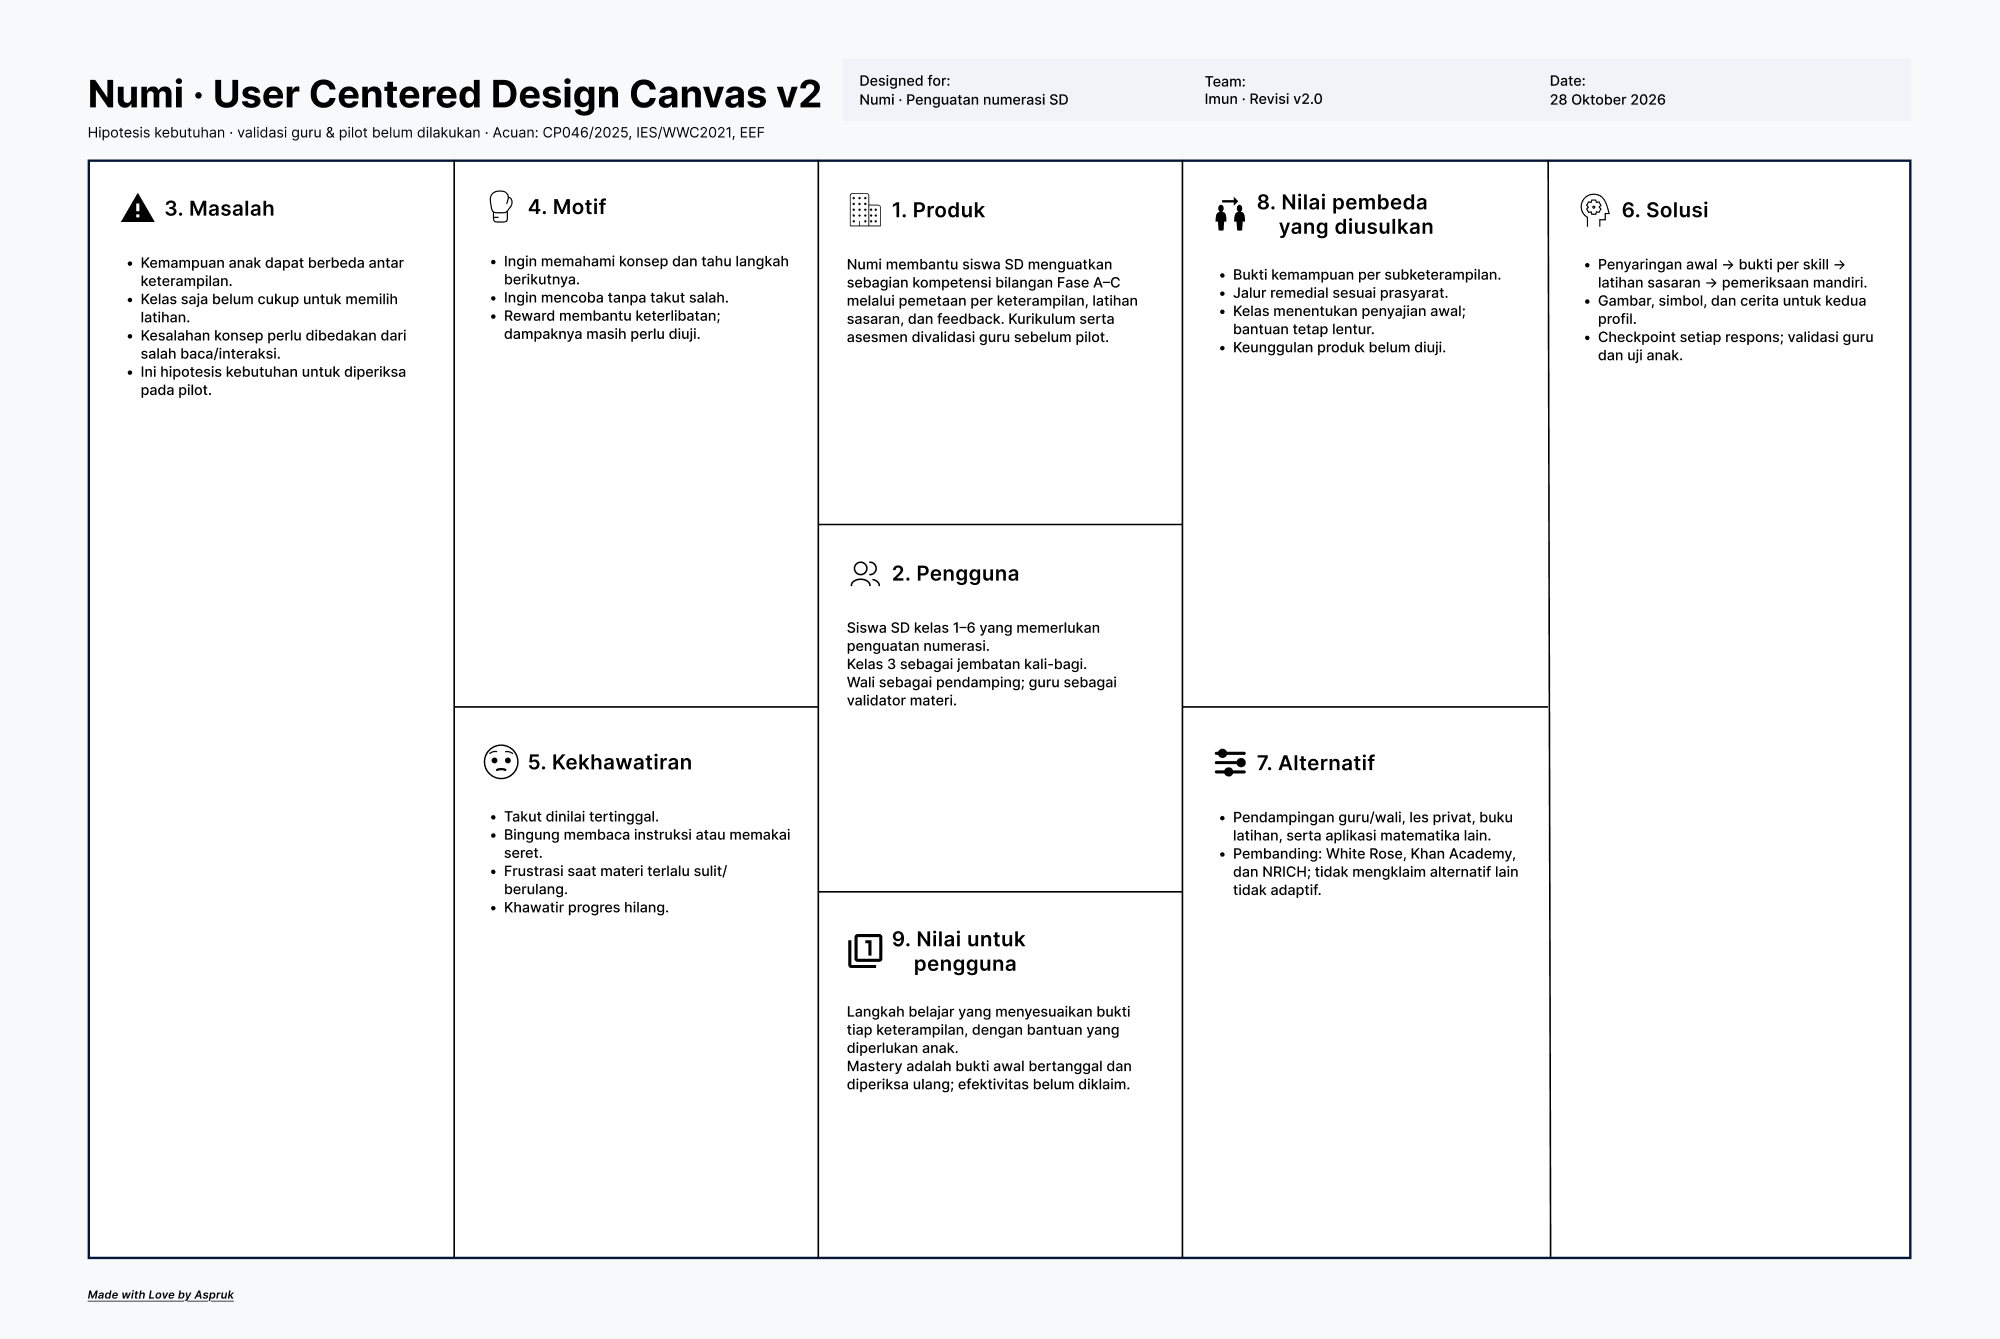 Numi · User Centered Design Canvas v2
Hipotesis kebutuhan · validasi guru & pilot belum dilakukan · Acuan: CP046/2025, IES/WWC2021, EEF
Designed for:
Numi · Penguatan numerasi SD
Team:
Imun · Revisi v2.0
Date:
28 Oktober 2026
3. Masalah
• Kemampuan anak dapat berbeda antar
keterampilan.
• Kelas saja belum cukup untuk memilih
latihan.
• Kesalahan konsep perlu dibedakan dari
salah baca/interaksi.
• Ini hipotesis kebutuhan untuk diperiksa
pada pilot.
4. Motif
• Ingin memahami konsep dan tahu langkah
berikutnya.
• Ingin mencoba tanpa takut salah.
• Reward membantu keterlibatan;
dampaknya masih perlu diuji.
5. Kekhawatiran
• Takut dinilai tertinggal.
• Bingung membaca instruksi atau memakai
seret.
• Frustrasi saat materi terlalu sulit/
berulang.
• Khawatir progres hilang.
1. Produk
Numi membantu siswa SD menguatkan
sebagian kompetensi bilangan Fase A–C
melalui pemetaan per keterampilan, latihan
sasaran, dan feedback. Kurikulum serta
asesmen divalidasi guru sebelum pilot.
2. Pengguna
Siswa SD kelas 1–6 yang memerlukan
penguatan numerasi.
Kelas 3 sebagai jembatan kali-bagi.
Wali sebagai pendamping; guru sebagai
validator materi.
9. Nilai untuk
pengguna
1
Langkah belajar yang menyesuaikan bukti
tiap keterampilan, dengan bantuan yang
diperlukan anak.
Mastery adalah bukti awal bertanggal dan
diperiksa ulang; efektivitas belum diklaim.
8. Nilai pembeda
yang diusulkan
• Bukti kemampuan per subketerampilan.
• Jalur remedial sesuai prasyarat.
• Kelas menentukan penyajian awal;
bantuan tetap lentur.
• Keunggulan produk belum diuji.
7. Alternatif
• Pendampingan guru/wali, les privat, buku
latihan, serta aplikasi matematika lain.
• Pembanding: White Rose, Khan Academy,
dan NRICH; tidak mengklaim alternatif lain
tidak adaptif.
6. Solusi
• Penyaringan awal → bukti per skill →
latihan sasaran → pemeriksaan mandiri.
• Gambar, simbol, dan cerita untuk kedua
profil.
• Checkpoint setiap respons; validasi guru
dan uji anak.
Made with Love by Aspruk